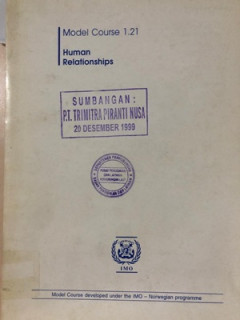 Model Course 1.21
Human
Relationships
SUMBANGAN :
P.T. TRIMITRA PIRANTI NUSA
20 DESEMBER 1999
IMO
Model Course developed under the IMO – Norwegian programme